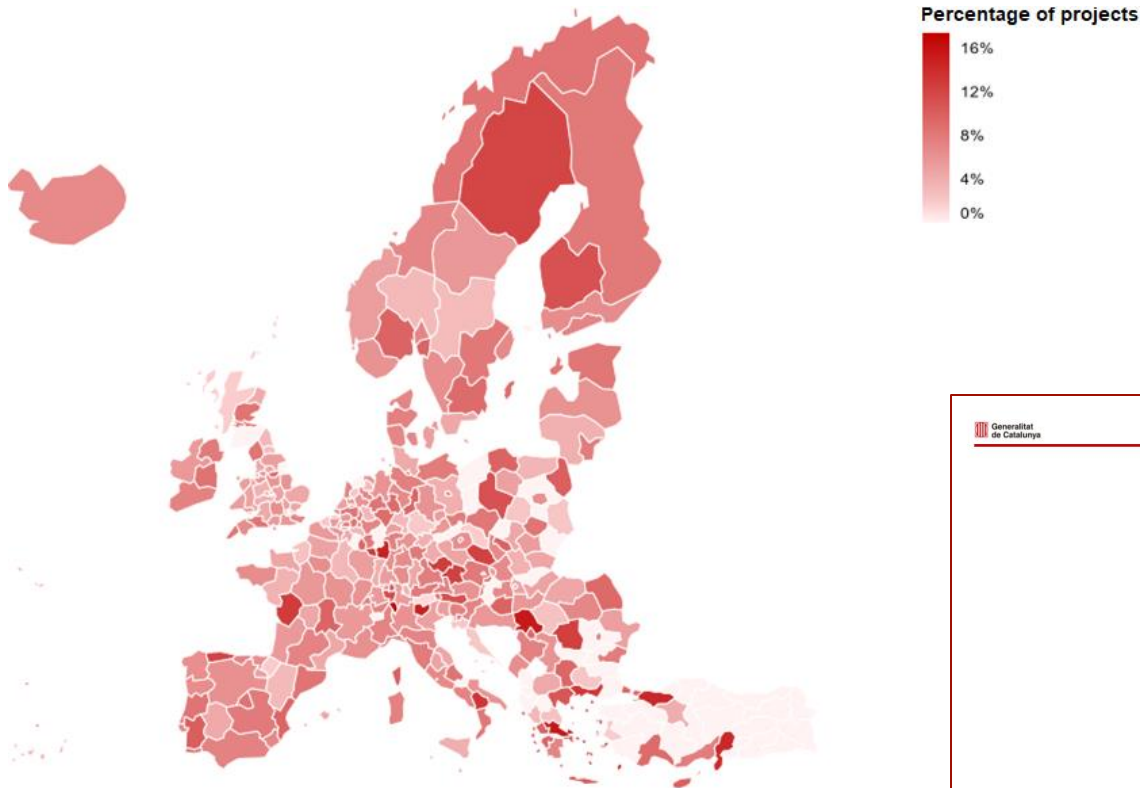 Percentage of projects
16%
12%
8%
4%
0%
Generalitat
de Catalunya